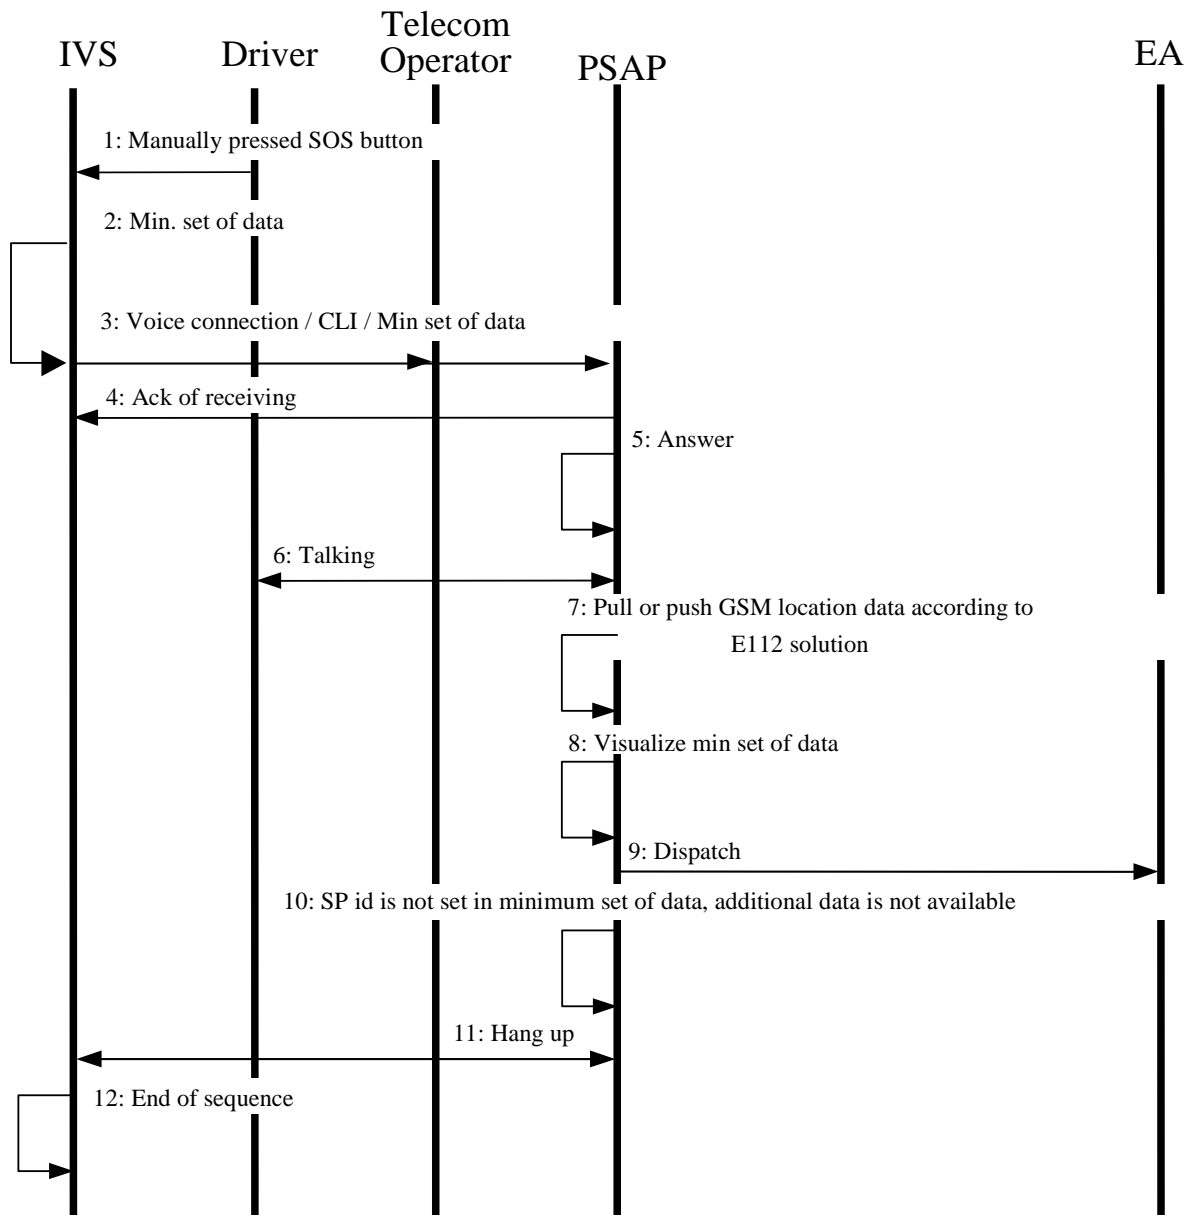 IVS
Driver
Telecom
Operator
PSAP
EA
1: Manually pressed SOS button
2: Min. set of data
3: Voice connection / CLI / Min set of data
4: Ack of receiving
5: Answer
6: Talking
7: Pull or push GSM location data according to
E112 solution
8: Visualize min set of data
9: Dispatch
10: SP id is not set in minimum set of data, additional data is not available
11: Hang up
12: End of sequence